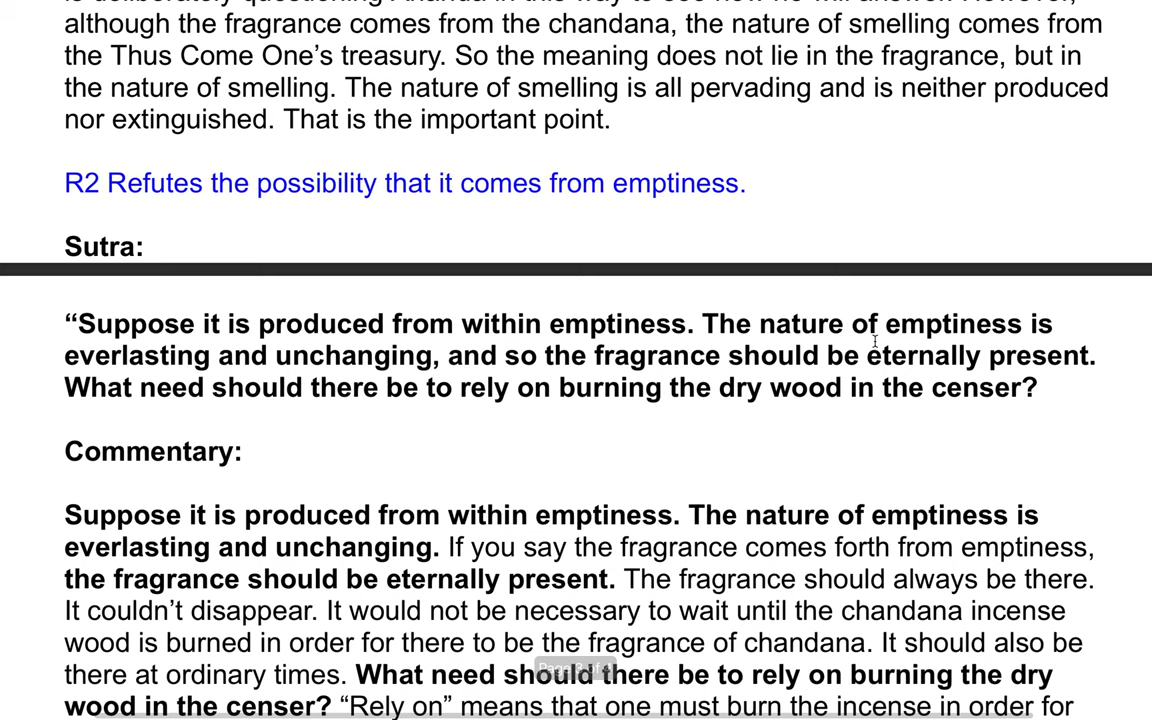 although the fragrance comes from the chandana, the nature of smelling comes from
the Thus Come One’s treasury. So the meaning does not lie in the fragrance, but in
the nature of smelling. The nature of smelling is all pervading and is neither produced
nor extinguished. That is the important point.
R2 Refutes the possibility that it comes from emptiness.
Sutra:
“Suppose it is produced from within emptiness. The nature of emptiness is
everlasting and unchanging, and so the fragrance should be eternally present.
What need should there be to rely on burning the dry wood in the censer?
Commentary:
Suppose it is produced from within emptiness. The nature of emptiness is
everlasting and unchanging. If you say the fragrance comes forth from emptiness,
the fragrance should be eternally present. The fragrance should always be there.
It couldn’t disappear. It would not be necessary to wait until the chandana incense
wood is burned in order for there to be the fragrance of chandana. It should also be
there at ordinary times. What need should there be to rely on burning the dry
wood in the censer? “Rely on” means that one must burn the incense in order for